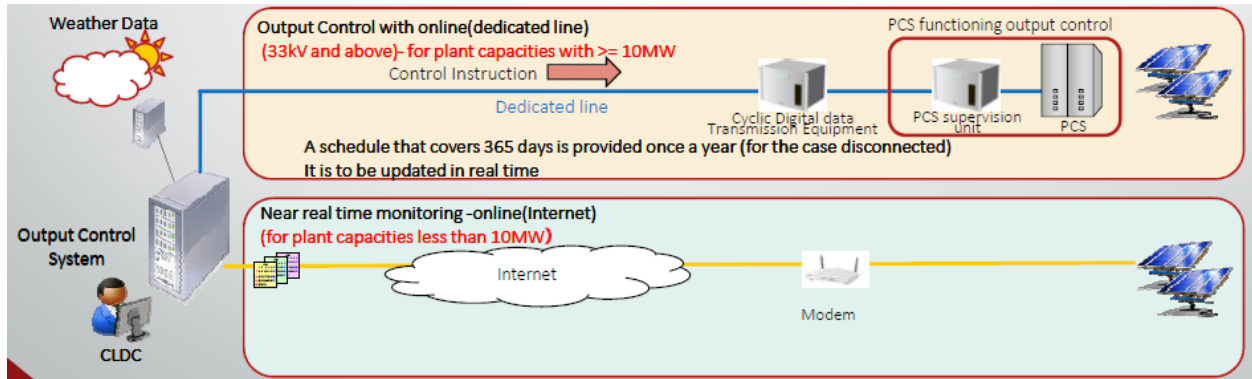 Weather Data
Output Control with online(dedicated line)
(33kV and above)- for plant capacities with >= 10MW
Control Instruction
Dedicated line
PCS functioning output control
Cyclic Digital data
Transmission Equipment
PCS supervision
unit
PCS
A schedule that covers 365 days is provided once a year (for the case disconnected)
It is to be updated in real time
Output Control
System
CLDC
Near real time monitoring -online(Internet)
(for plant capacities less than 10MW)
Internet
Modem